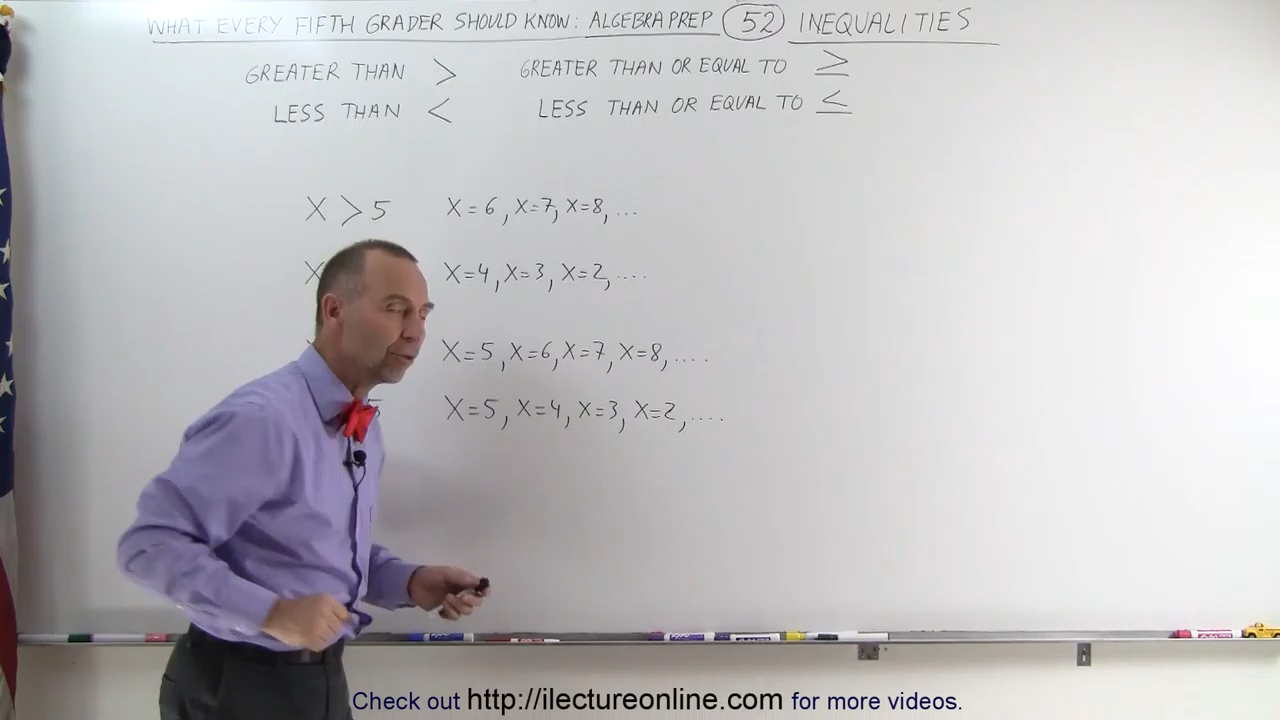 WHAT EVERY FIFTH GRADER SHOULD KNOW: ALGEBRA PREP 52 INEQUALITIES
GREATER THAN > GREATER THAN OR EQUAL TO ≥
LESS THAN < LESS THAN OR EQUAL TO ≤
X > 5 X = 6, X=7, X=8, ...
X X=4, X=3, X=2, ....
X=5, X=6, X=7, X=8, ....
5 X=5, X=4, X=3, X=2, ....
Check out http://ilectureonline.com for more videos.